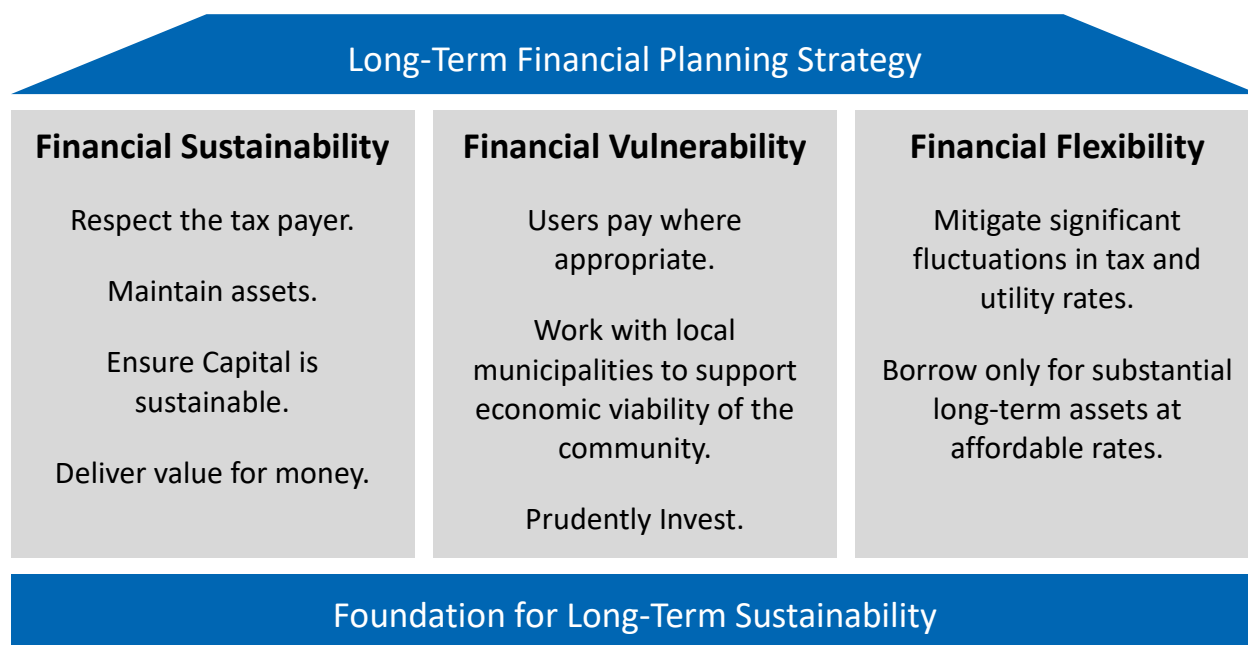 Long-Term Financial Planning Strategy
Financial Sustainability
Respect the tax payer.
Maintain assets.
Ensure Capital is
sustainable.
Deliver value for money.
Financial Vulnerability
Users pay where
appropriate.
Work with local
municipalities to support
economic viability of the
community.
Prudently Invest.
Financial Flexibility
Mitigate significant
fluctuations in tax and
utility rates.
Borrow only for substantial
long-term assets at
affordable rates.
Foundation for Long-Term Sustainability